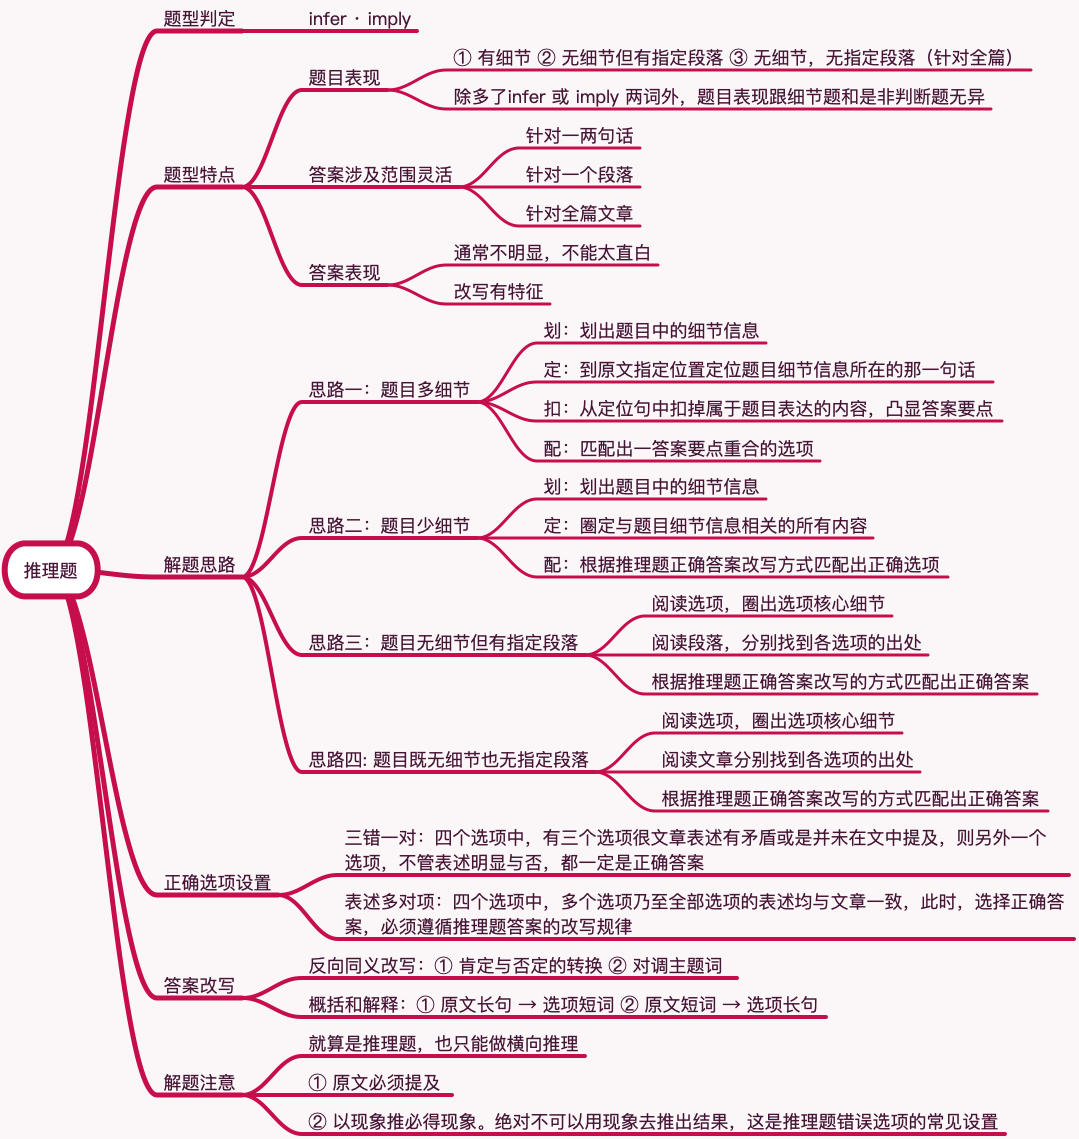 推理题
题型判定
infer · imply
题型特点
题目表现
① 有细节 ② 无细节但有指定段落 ③ 无细节，无指定段落（针对全篇）
除多了infer 或 imply 两词外，题目表现跟细节题和是非判断题无异
答案涉及范围灵活
针对一两句话
针对一个段落
针对全篇文章
答案表现
通常不明显，不能太直白
改写有特征
解题思路
思路一：题目多细节
划：划出题目中的细节信息
定：到原文指定位置定位题目细节信息所在的那一句话
扣：从定位句中扣掉属于题目表达的内容，凸显答案要点
配：匹配出一答案要点重合的选项
思路二：题目少细节
划：划出题目中的细节信息
定：圈定与题目细节信息相关的所有内容
配：根据推理题正确答案改写方式匹配出正确选项
思路三：题目无细节但有指定段落
阅读选项，圈出选项核心细节
阅读段落，分别找到各选项的出处
根据推理题正确答案改写的方式匹配出正确答案
思路四: 题目既无细节也无指定段落
阅读选项，圈出选项核心细节
阅读文章分别找到各选项的出处
根据推理题正确答案改写的方式匹配出正确答案
正确选项设置
三错一对：四个选项中，有三个选项很文章表述有矛盾或是并未在文中提及，则另外一个
选项，不管表述明显与否，都一定是正确答案
表述多对项：四个选项中，多个选项乃至全部选项的表述均与文章一致，此时，选择正确答
案，必须遵循推理题答案的改写规律
答案改写
反向同义改写：① 肯定与否定的转换 ② 对调主题词
概括和解释：① 原文长句 → 选项短词 ② 原文短词 → 选项长句
解题注意
就算是推理题，也只能做横向推理
① 原文必须提及
② 以现象推必得现象。绝对不可以用现象去推出结果，这是推理题错误选项的常见设置